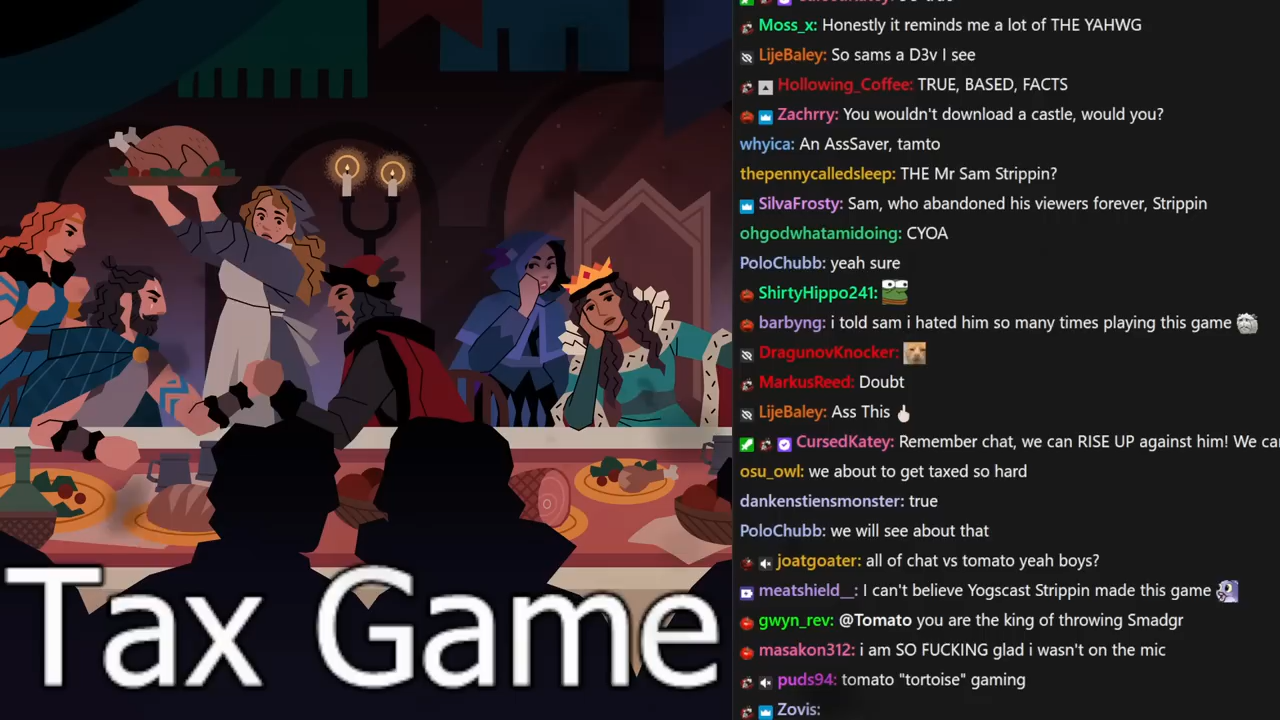 Moss_x: Honestly it reminds me a lot of THE YAHWG
LijeBaley: So sams a D3v I see
Hollowing_Coffee: TRUE, BASED, FACTS
Zachrry: You wouldn't download a castle, would you?
whyica: An AssSaver, tamto
thepennycalledsleep: THE Mr Sam Strippin?
SilvaFrosty: Sam, who abandoned his viewers forever, Strippin
ohgodwhatamidoing: CYOA
PoloChubb: yeah sure
ShirtyHippo241:
barbyng: i told sam i hated him so many times playing this game
DragunovKnocker:
MarkusReed: Doubt
LijeBaley: Ass This 🖕🏻
CursedKatey: Remember chat, we can RISE UP against him! We can
osu_owl: we about to get taxed so hard
dankenstiensmonster: true
PoloChubb: we will see about that
joatgoater: all of chat vs tomato yeah boys?
meatshield__: I can't believe Yogscast Strippin made this game
gwyn_rev: @Tomato you are the king of throwing Smadgr
masakon312: i am SO FUCKING glad i wasn't on the mic
puds94: tomato "tortoise" gaming
Zovis:
Tax Game